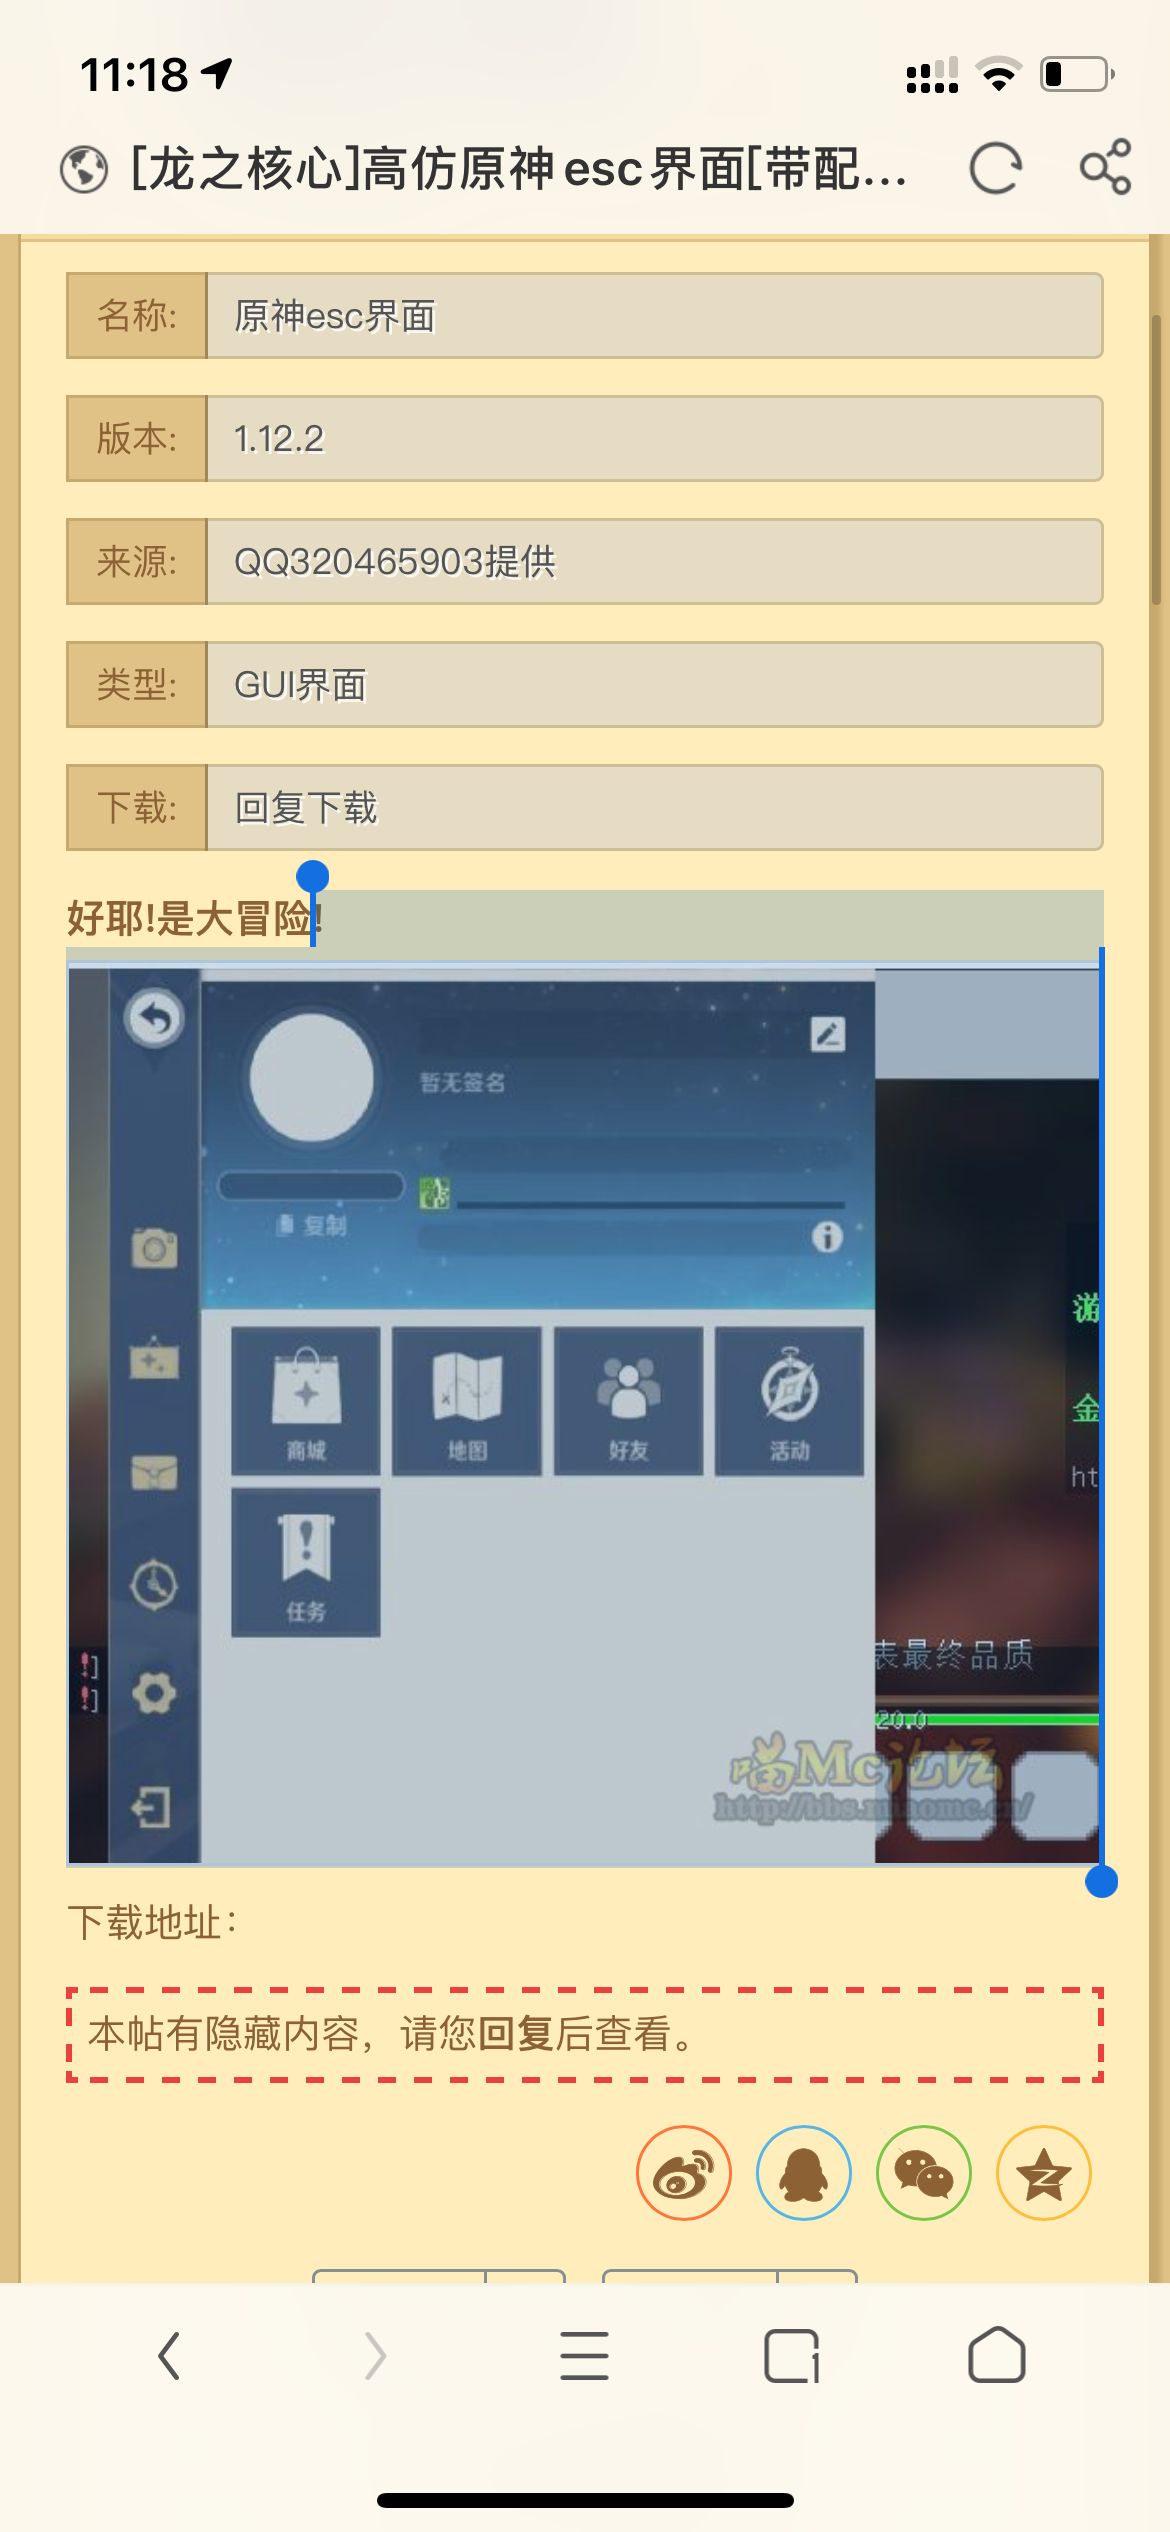 11:18
[龙之核心]高仿原神esc界面[带配...
名称: 原神esc界面
版本: 1.12.2
来源: QQ320465903提供
类型: GUI界面
下载: 回复下载
好耶!是大冒险!
暂无签名
复制
商城 地图 好友 活动
任务
游
金
ht
!]
!]
表最终品质
20.0
喵Mc论坛
http://bbs.miaomc.cn/
下载地址:
本帖有隐藏内容，请您回复后查看。
1